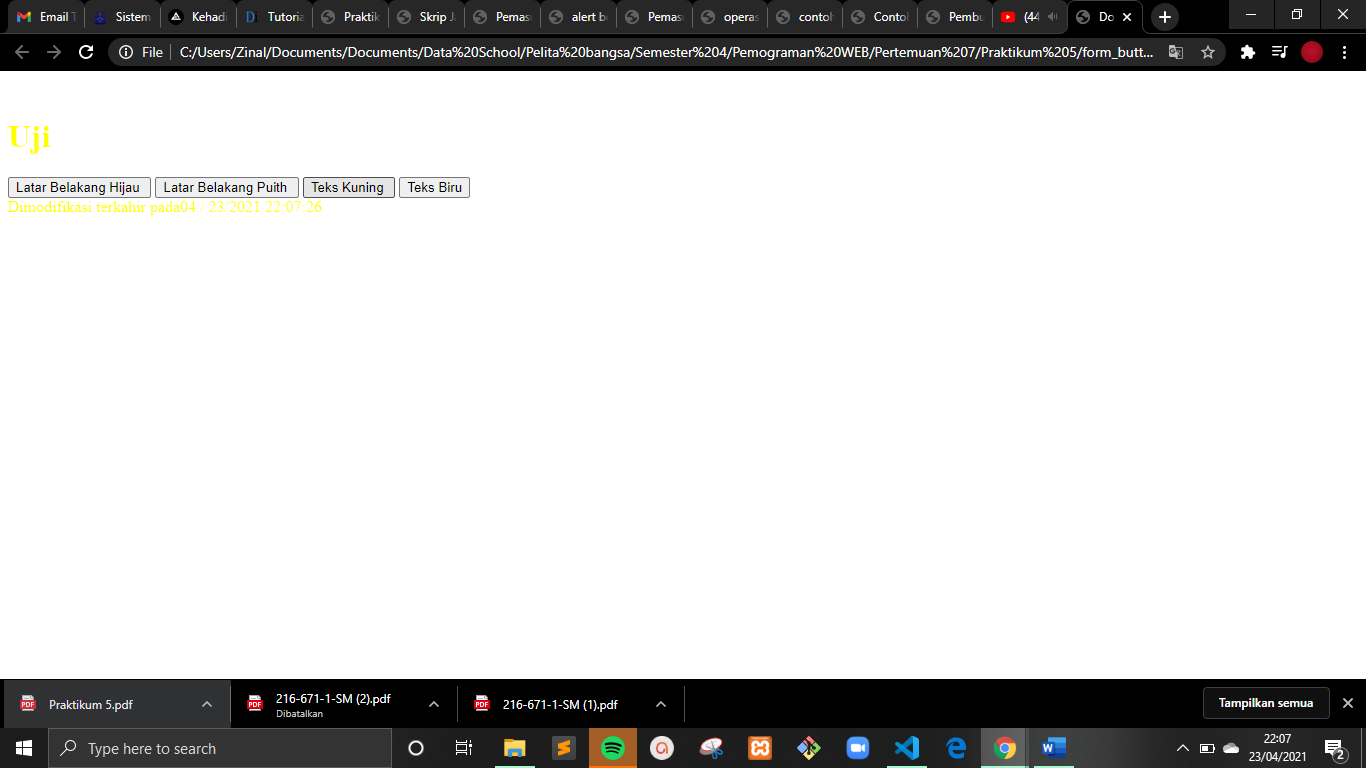 Email T
Sistem
Kehadi
Tutoria
Praktik
Skrip Ja
Pemas
alert bo
Pemas
operas
contoh
Contoh
Pembu
(44
Do
File
C:/Users/Zinal/Documents/Documents/Data%20School/Pelita%20bangsa/Semester%204/Pemograman%20WEB/Pertemuan%207/Praktikum%205/form_butt...
Uji
Latar Belakang Hijau Latar Belakang Puith Teks Kuning Teks Biru
Dimodifikasi terkahir pada04 / 23/2021 22:07:26
Praktikum 5.pdf
216-671-1-SM (2).pdf
Dibatalkan
216-671-1-SM (1).pdf
Tampilkan semua
Type here to search
22:07
23/04/2021
2